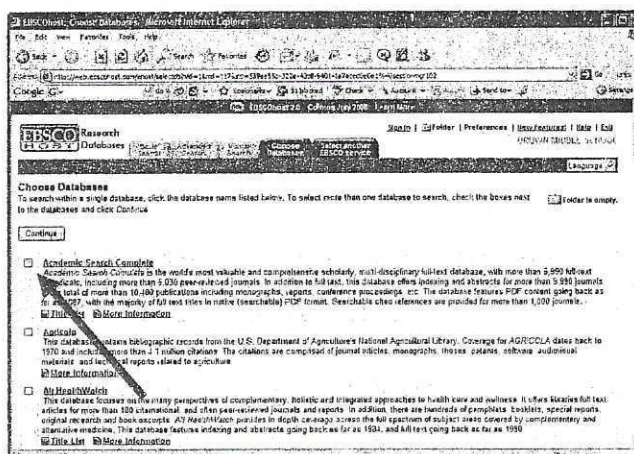 EBSCOhost: Choose Databases - Microsoft Internet Explorer
File Edit View Favorites Tools Help
Back Search Favorites
Google
EBSCOhost 2.0 Coming July 2008 Learn More
Sign In | Folder | Preferences | New Features! | Help | Exit
EBSCO HOST Research Databases
Choose Databases
Select another EBSCO service
Language
Choose Databases
To search within a single database, click the database name listed below. To select more than one database to search, check the boxes next
to the databases and click Continue.
Folder is empty.
Continue
Academic Search Complete
Academic Search Complete is the world's most valuable and comprehensive scholarly, multi-disciplinary full-text database, with more than full-text
including more than peer-reviewed journals. In addition to full text, this database offers indexing and abstracts for more than journals
total of more than publications including monographs, reports, conference proceedings, etc. The database features PDF content going back as
far as with the majority of full text titles in native (searchable) PDF format. Searchable cited references are provided for more than 1,000 journals.
Title List More Information
Agricola
This database contains bibliographic records from the U.S. Department of Agriculture's National Agricultural Library. Coverage for AGRICOLA dates back to
1970 and includes more than million citations. The citations are comprised of journal articles, monographs, theses, patents, software, audiovisual
materials and technical reports related to agriculture.
More Information
Alt HealthWatch
This database focuses on the many perspectives of complementary, holistic and integrated approaches to health care and wellness. It offers libraries full text
articles for more than 180 international, and often peer-reviewed journals and reports. In addition, there are hundreds of pamphlets, booklets, special reports,
original research and book excerpts. Alt HealthWatch provides in depth coverage across the full spectrum of subject areas covered by complementary and
alternative medicine. This database features indexing and abstracts going back as far as 1984, and full text going back as far as 1990.
Title List More Information